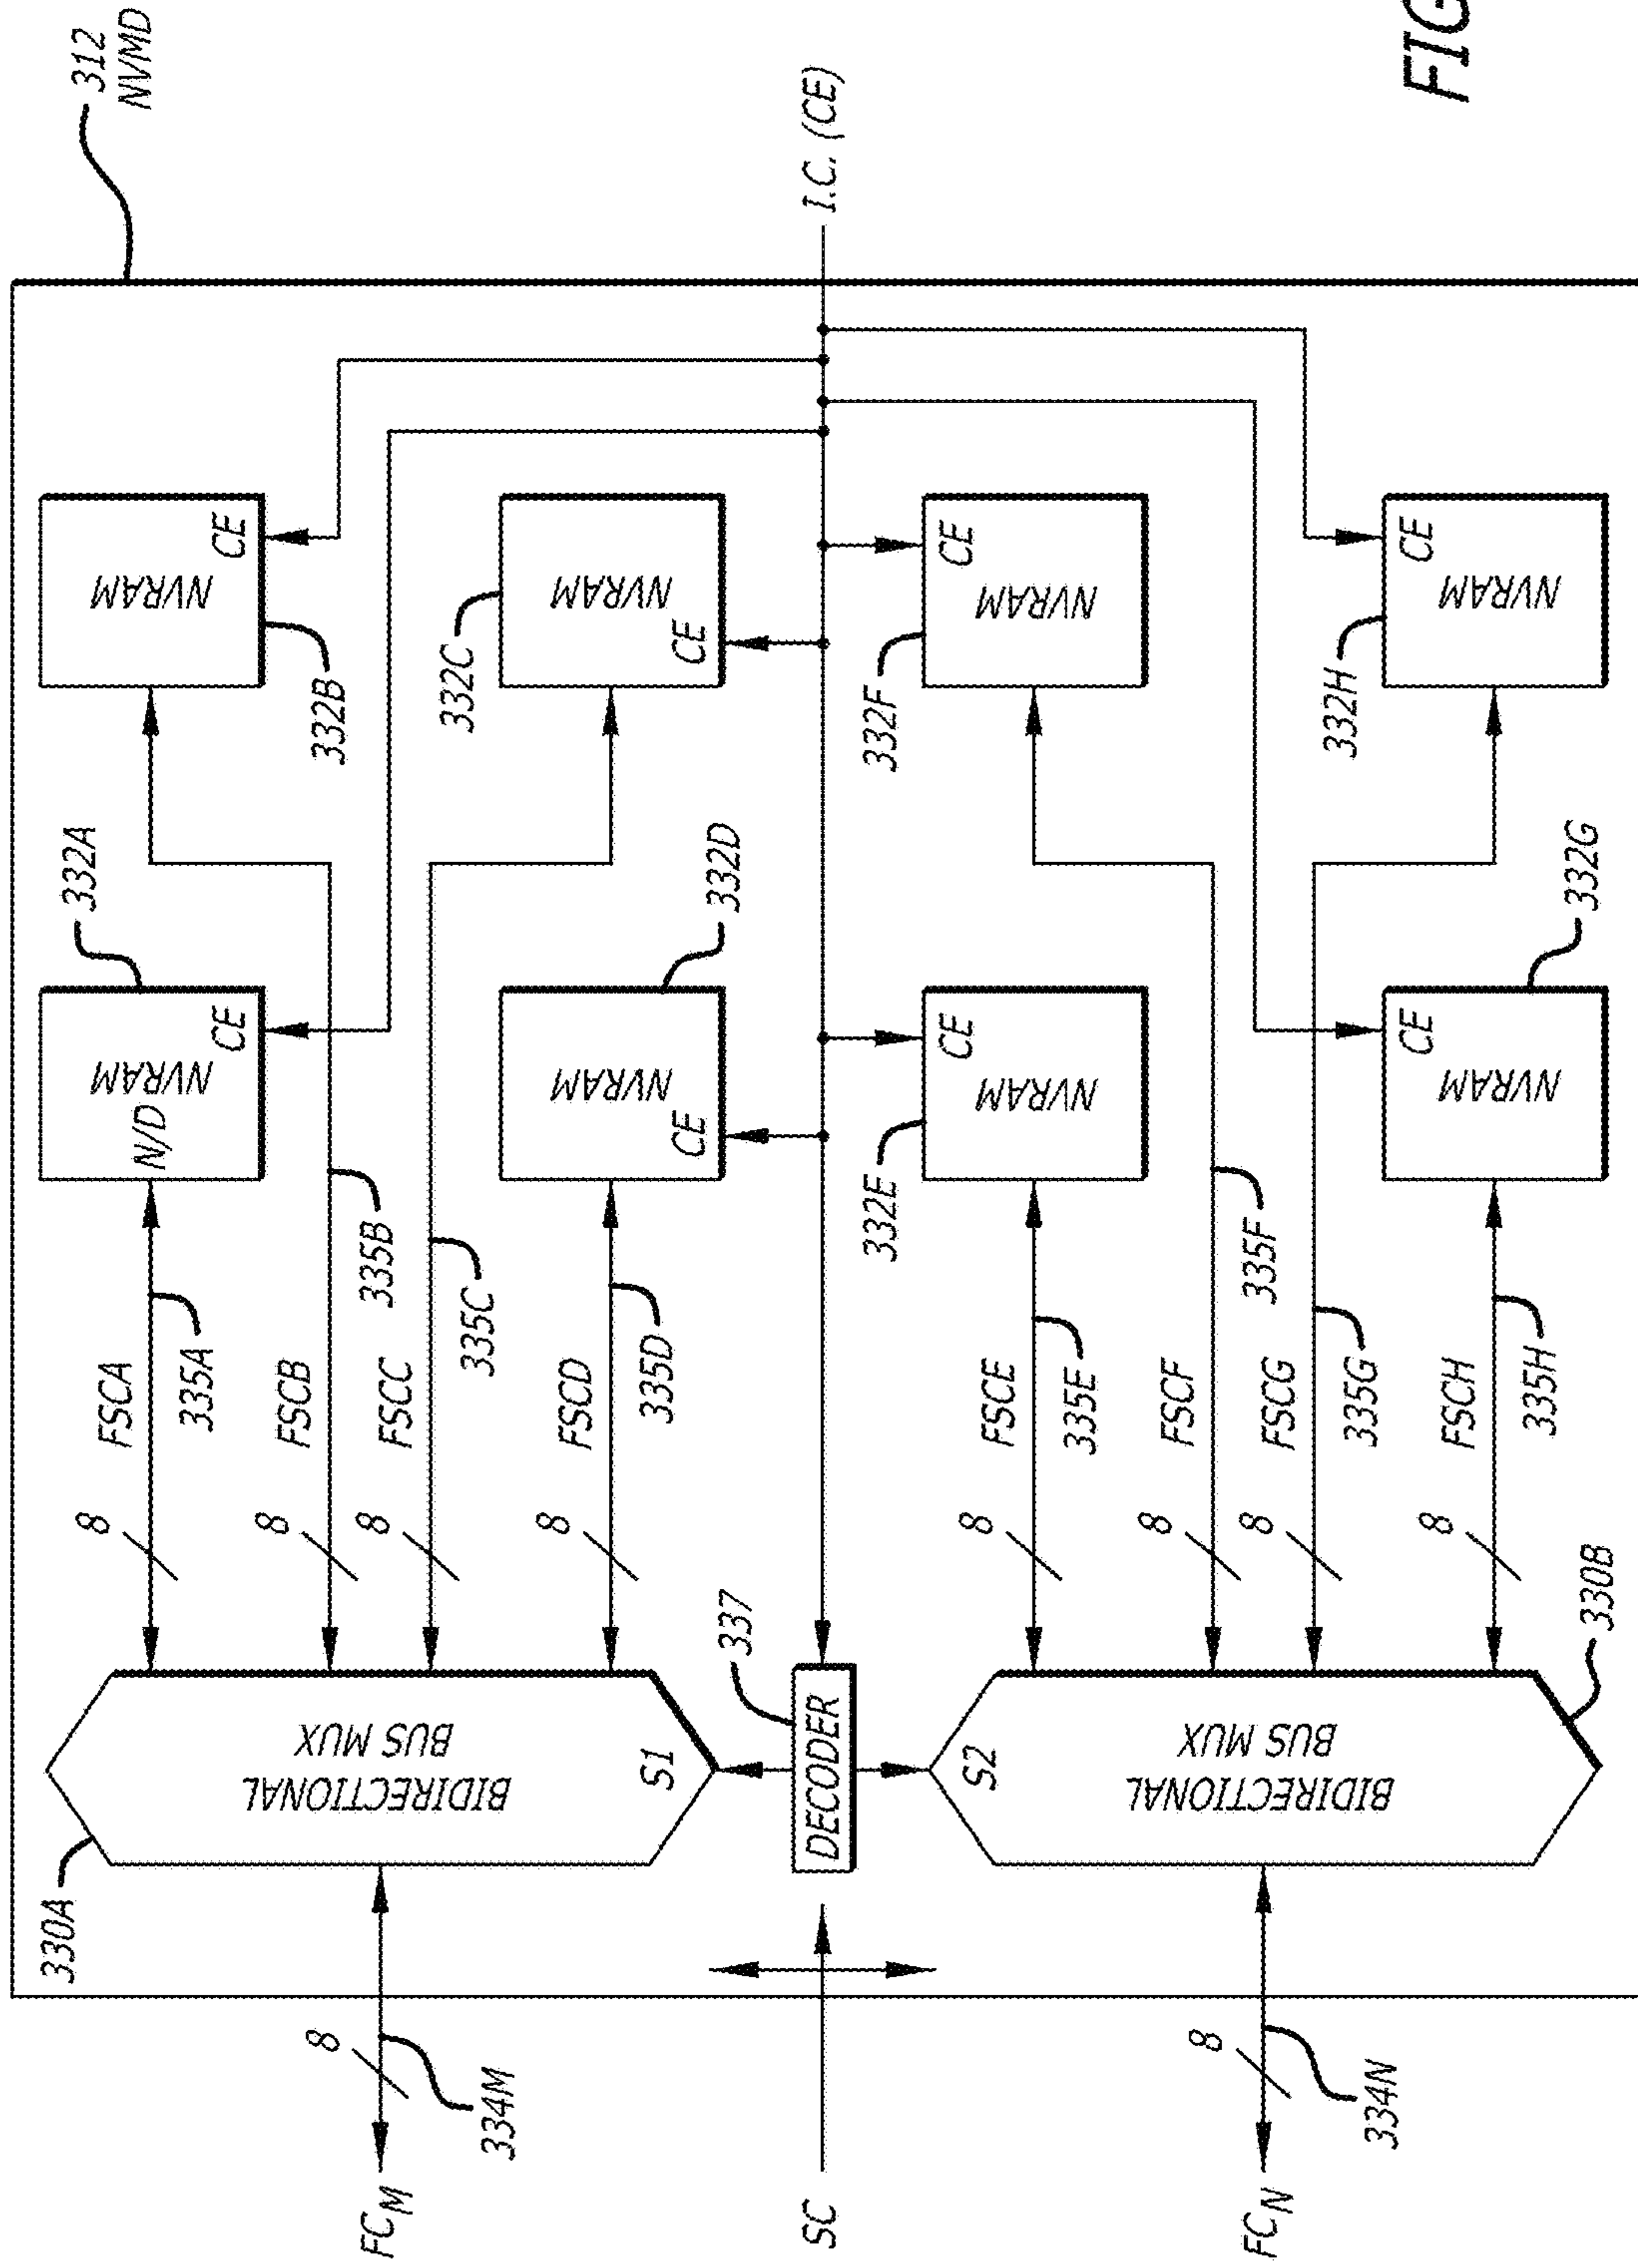 312
NVMD
FIG
I.C. (CE)
NVRAM
CE
332B
NVRAM
CE
332C
NVRAM
CE
332F
NVRAM
CE
332H
332A
NVRAM
N/D
CE
332D
NVRAM
CE
332E
NVRAM
CE
332G
NVRAM
CE
FSCA
335A
8
FSCB
335B
8
FSCC
335C
8
FSCD
335D
8
FSCE
335E
8
FSCF
335F
8
FSCG
335G
8
FSCH
335H
8
330A
BIDIRECTIONAL
BUS MUX
S1
337
DECODER
S2
BIDIRECTIONAL
BUS MUX
330B
8
334M
FCM
SC
8
334N
FCN